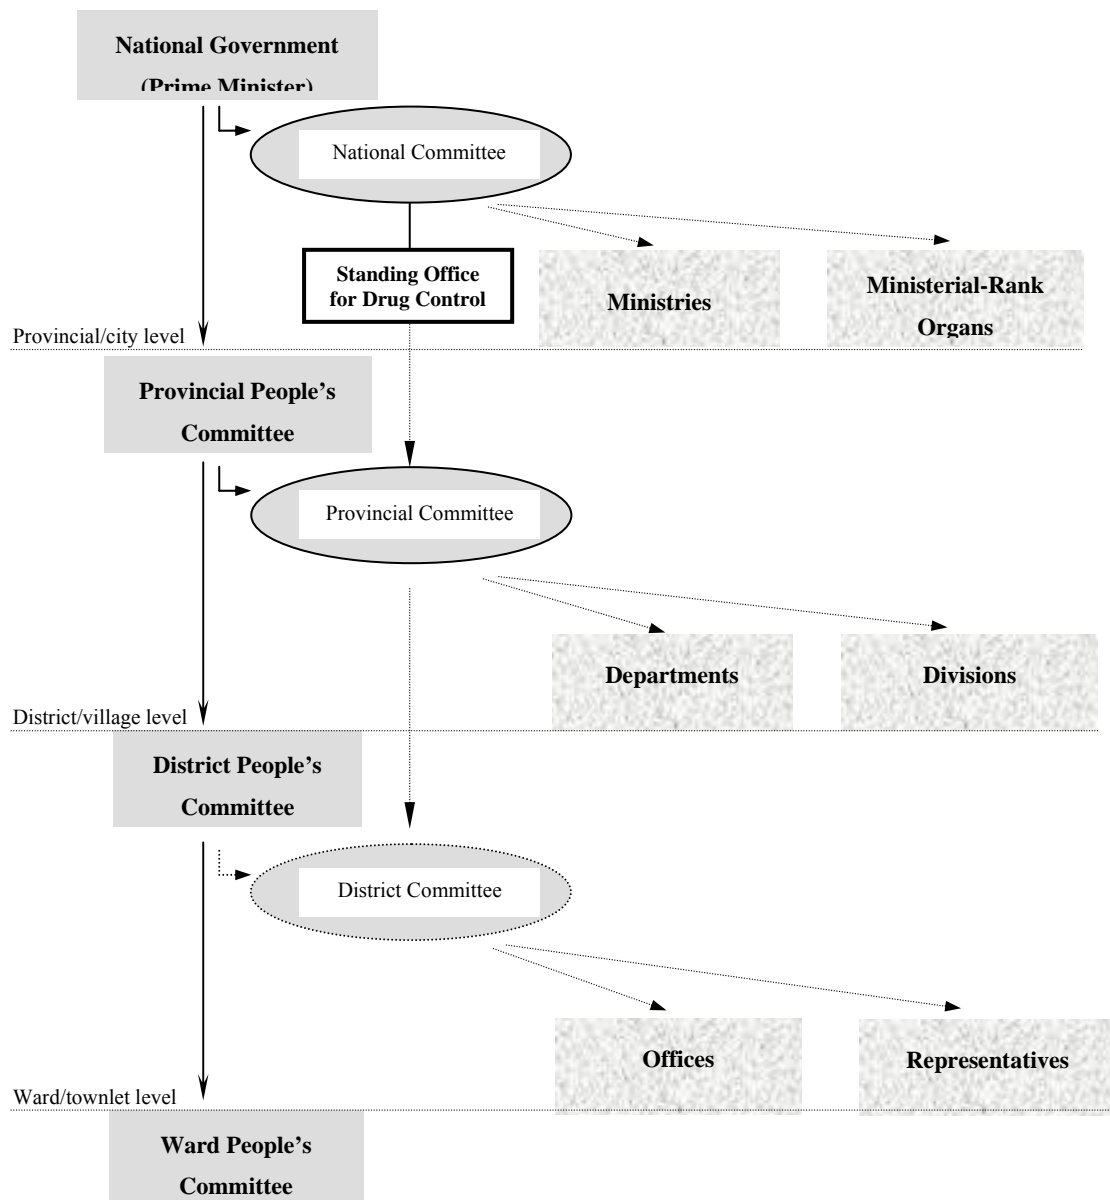 National Government
(Prime Minister)
National Committee
Standing Office
for Drug Control
Ministries
Ministerial-Rank
Organs
Provincial/city level
Provincial People's
Committee
Provincial Committee
Departments
Divisions
District/village level
District People's
Committee
District Committee
Offices
Representatives
Ward/townlet level
Ward People's
Committee